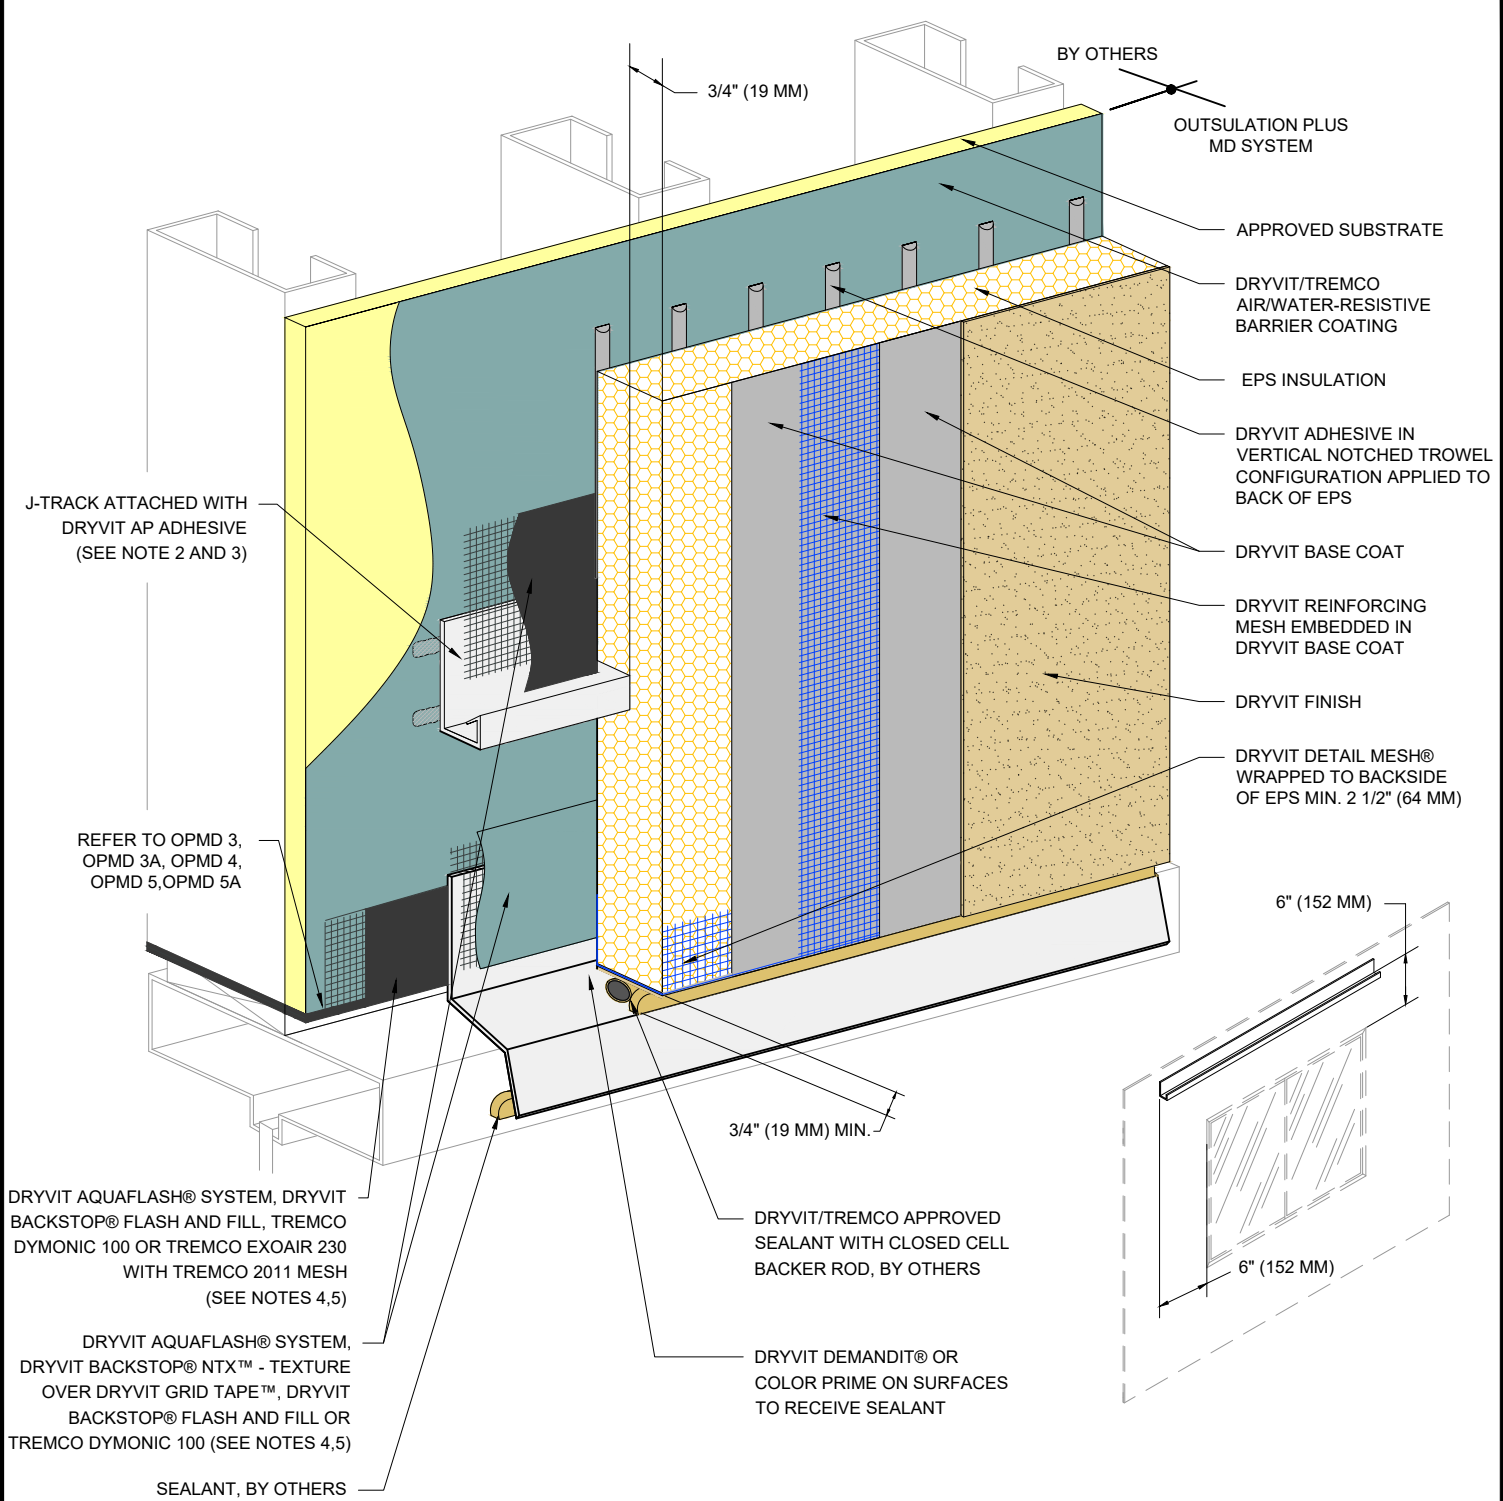 BY OTHERS
3/4" (19 MM)
OUTSULATION PLUS
MD SYSTEM
APPROVED SUBSTRATE
DRYVIT/TREMCO
AIR/WATER-RESISTIVE
BARRIER COATING
EPS INSULATION
DRYVIT ADHESIVE IN
VERTICAL NOTCHED TROWEL
CONFIGURATION APPLIED TO
BACK OF EPS
DRYVIT BASE COAT
DRYVIT REINFORCING
MESH EMBEDDED IN
DRYVIT BASE COAT
DRYVIT FINISH
DRYVIT DETAIL MESH®
WRAPPED TO BACKSIDE
OF EPS MIN. 2 1/2" (64 MM)
J-TRACK ATTACHED WITH
DRYVIT AP ADHESIVE
(SEE NOTE 2 AND 3)
REFER TO OPMD 3,
OPMD 3A, OPMD 4,
OPMD 5,OPMD 5A
6" (152 MM)
3/4" (19 MM) MIN.
6" (152 MM)
DRYVIT AQUAFLASH® SYSTEM, DRYVIT
BACKSTOP® FLASH AND FILL, TREMCO
DYMONIC 100 OR TREMCO EXOAIR 230
WITH TREMCO 2011 MESH
(SEE NOTES 4,5)
DRYVIT AQUAFLASH® SYSTEM,
DRYVIT BACKSTOP® NTX™ - TEXTURE
OVER DRYVIT GRID TAPE™, DRYVIT
BACKSTOP® FLASH AND FILL OR
TREMCO DYMONIC 100 (SEE NOTES 4,5)
SEALANT, BY OTHERS
DRYVIT/TREMCO APPROVED
SEALANT WITH CLOSED CELL
BACKER ROD, BY OTHERS
DRYVIT DEMANDIT® OR
COLOR PRIME ON SURFACES
TO RECEIVE SEALANT